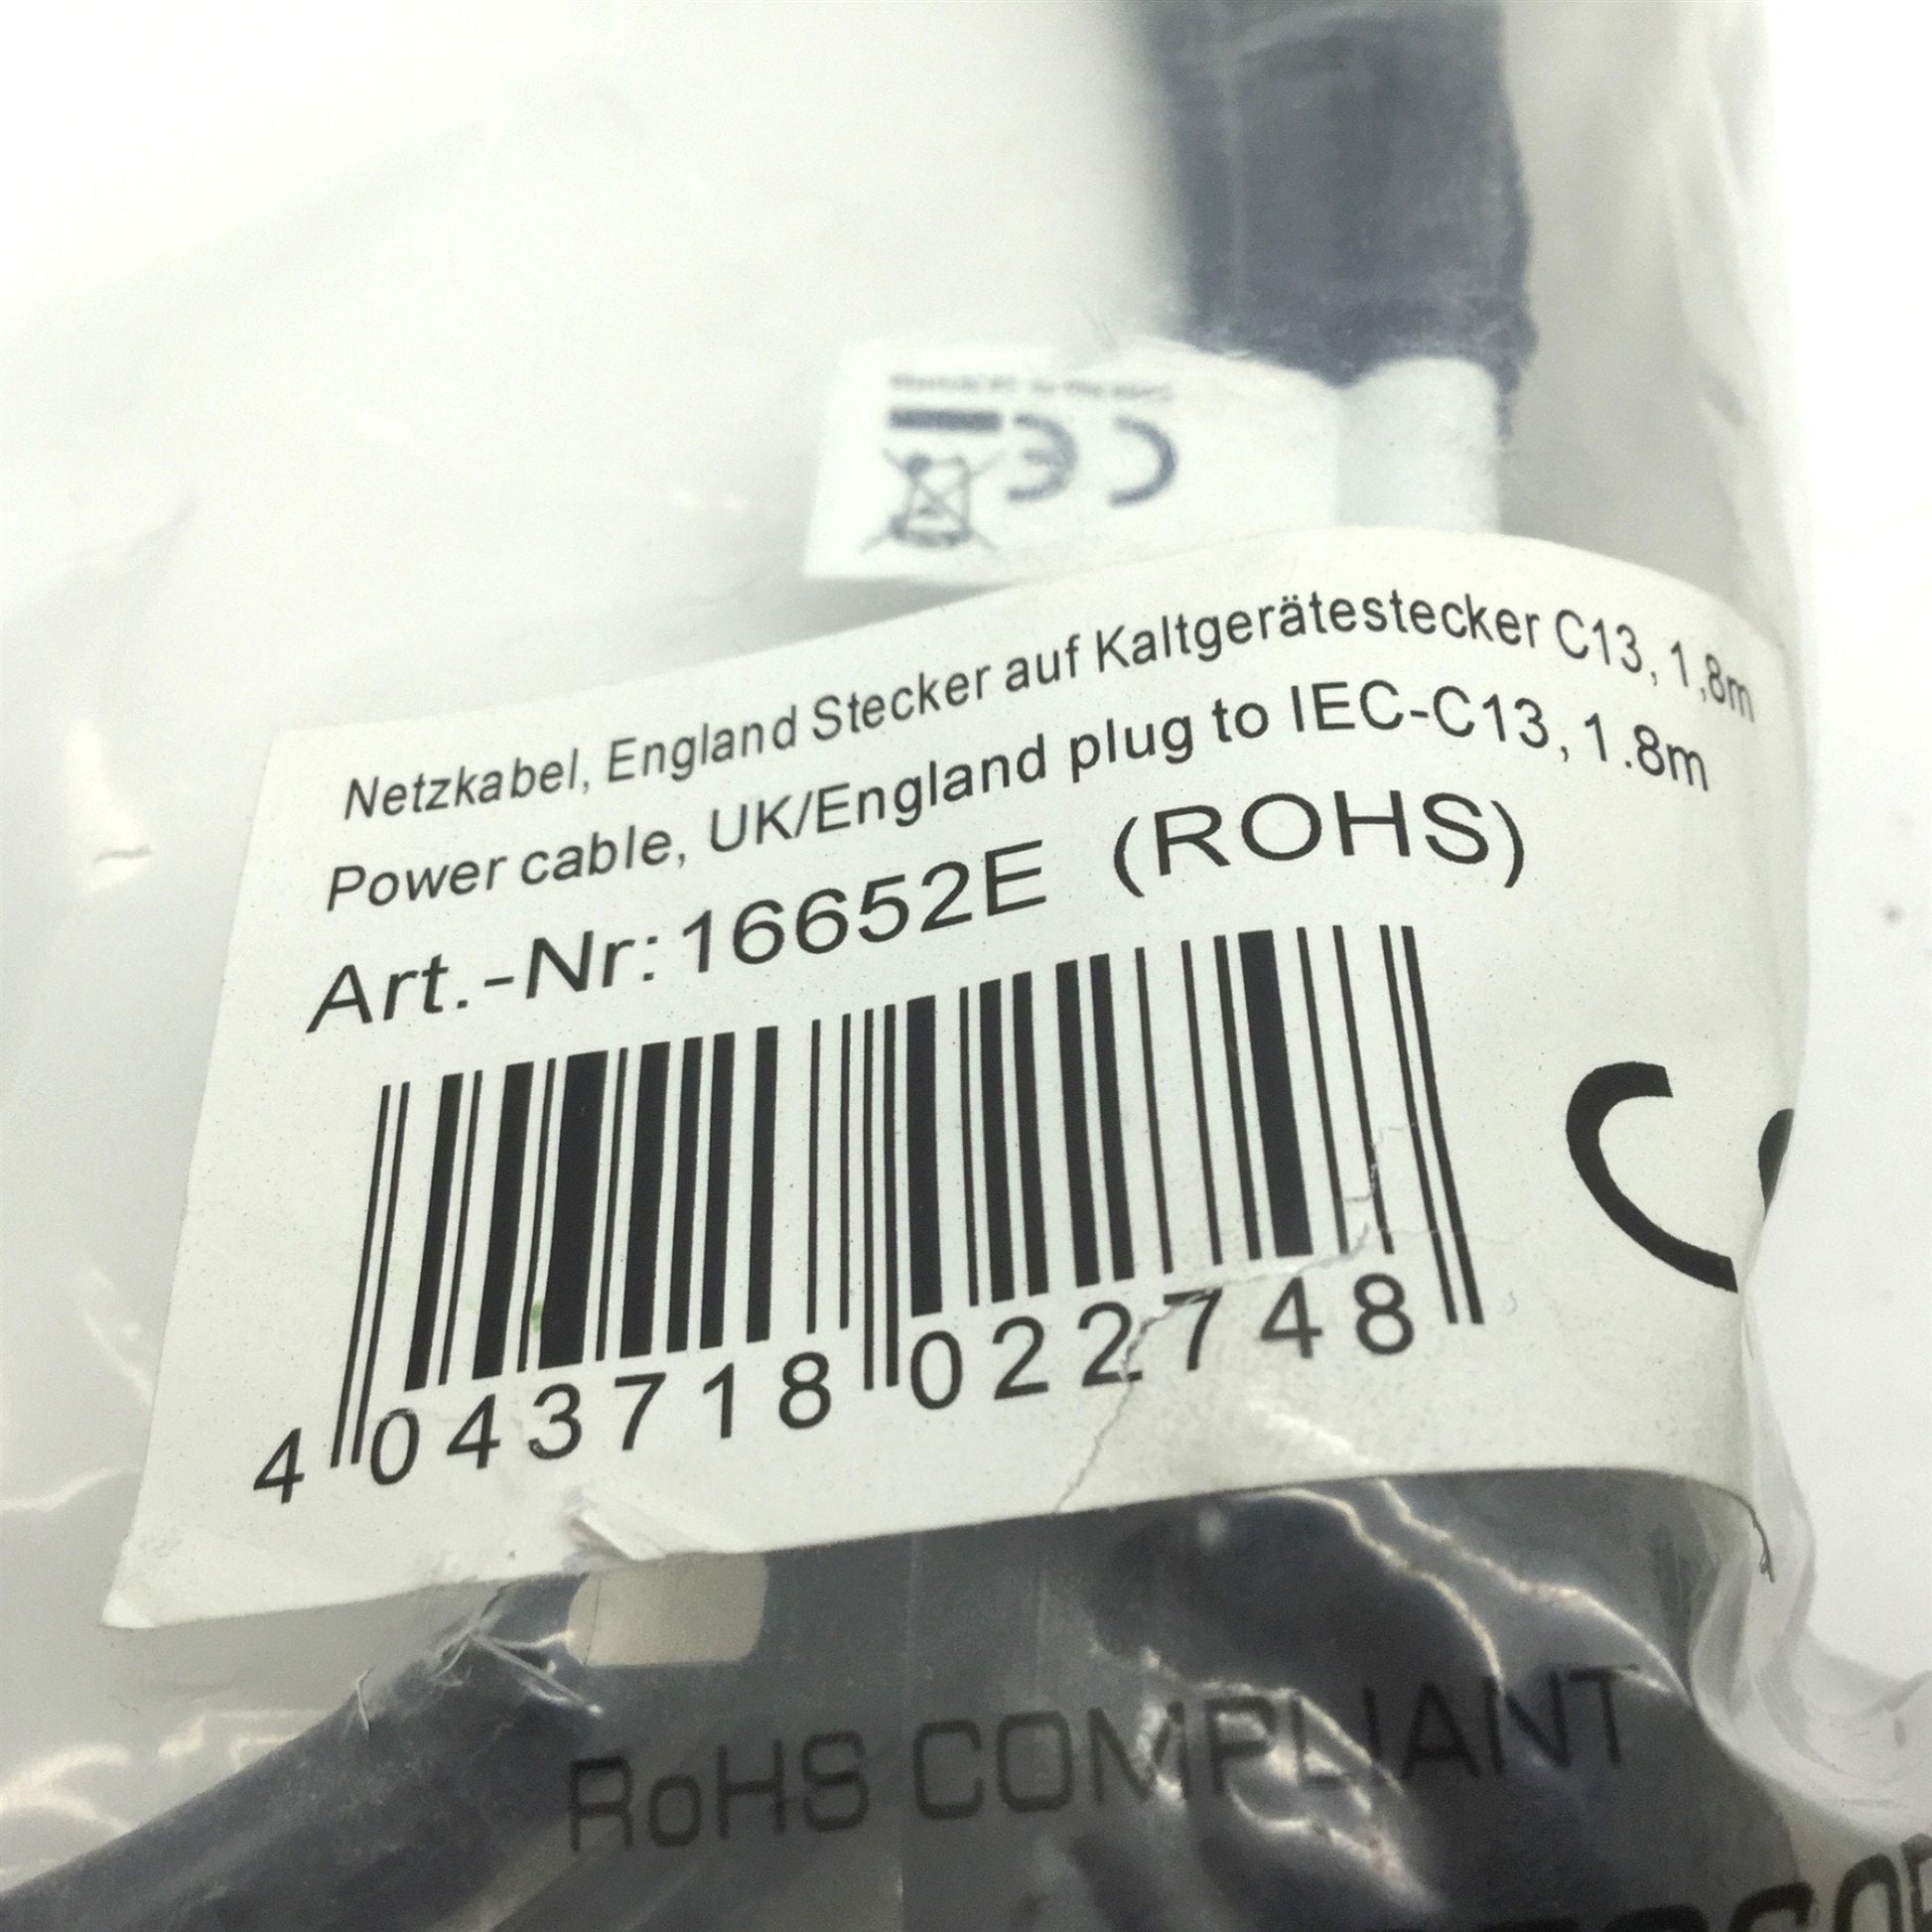 CE
Netzkabel, England Stecker auf Kaltgerätestecker C13, 1,8m
Power cable, UK/England plug to IEC-C13, 1.8m
Art.-Nr:16652E (ROHS)
4 043718 022748
RoHS COMPLIANT